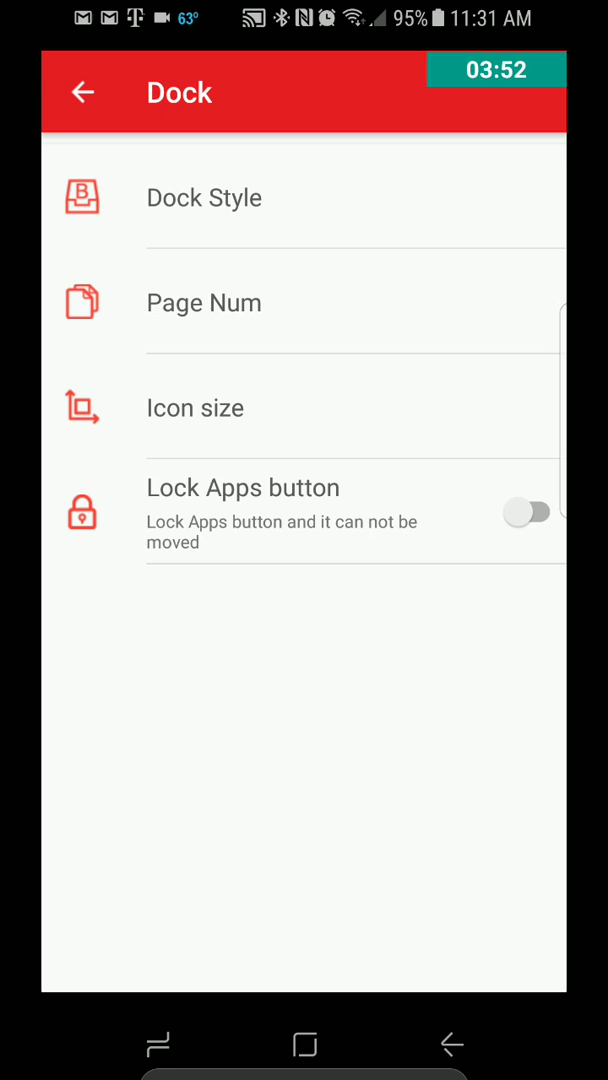 63° 95% 11:31 AM
03:52
Dock
B
Dock Style
Page Num
Icon size
Lock Apps button
Lock Apps button and it can not be
moved